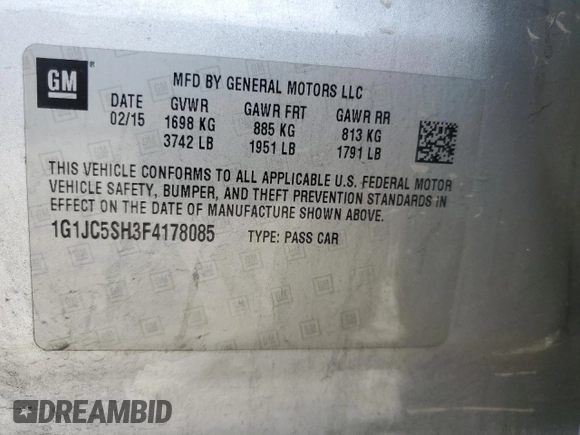 GM ®
MFD BY GENERAL MOTORS LLC
DATE GVWR GAWR FRT GAWR RR
02/15 1698 KG 885 KG 813 KG
3742 LB 1951 LB 1791 LB
THIS VEHICLE CONFORMS TO ALL APPLICABLE U.S. FEDERAL MOTOR
VEHICLE SAFETY, BUMPER, AND THEFT PREVENTION STANDARDS IN
EFFECT ON THE DATE OF MANUFACTURE SHOWN ABOVE.
1G1JC5SH3F4178085 TYPE: PASS CAR
DREAMBID